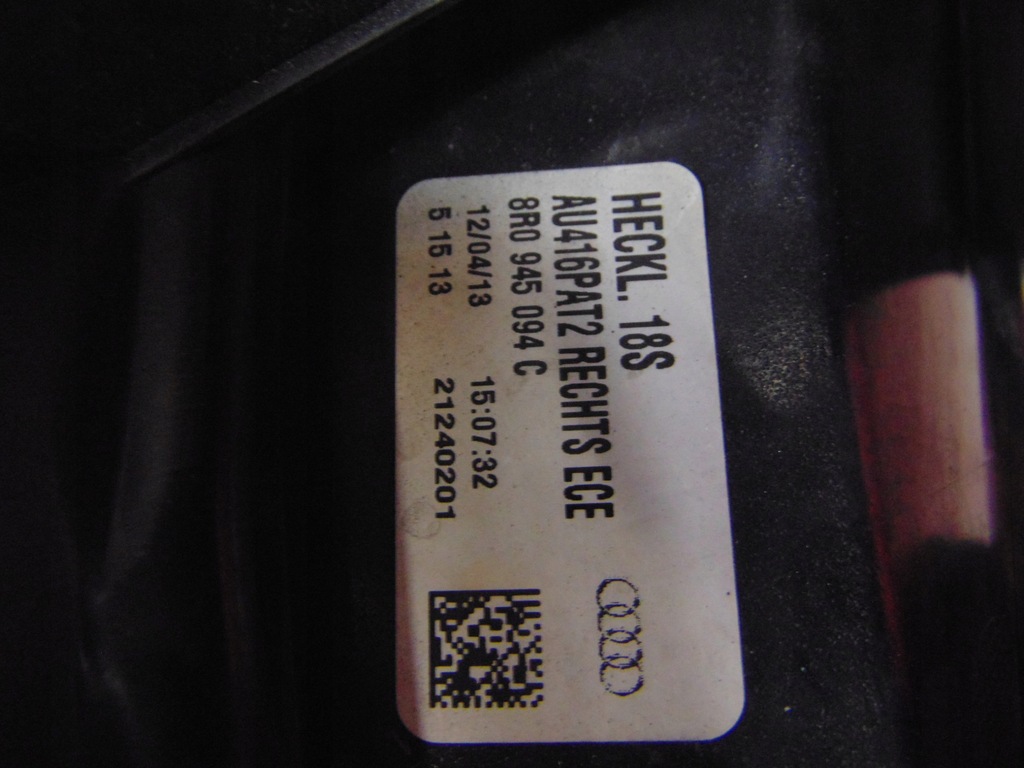 HECKL. 18S
AU416PAT2 RECHTS ECE
8R0 945 094 C
12/04/13 15:07:32
5 15 13 21240201